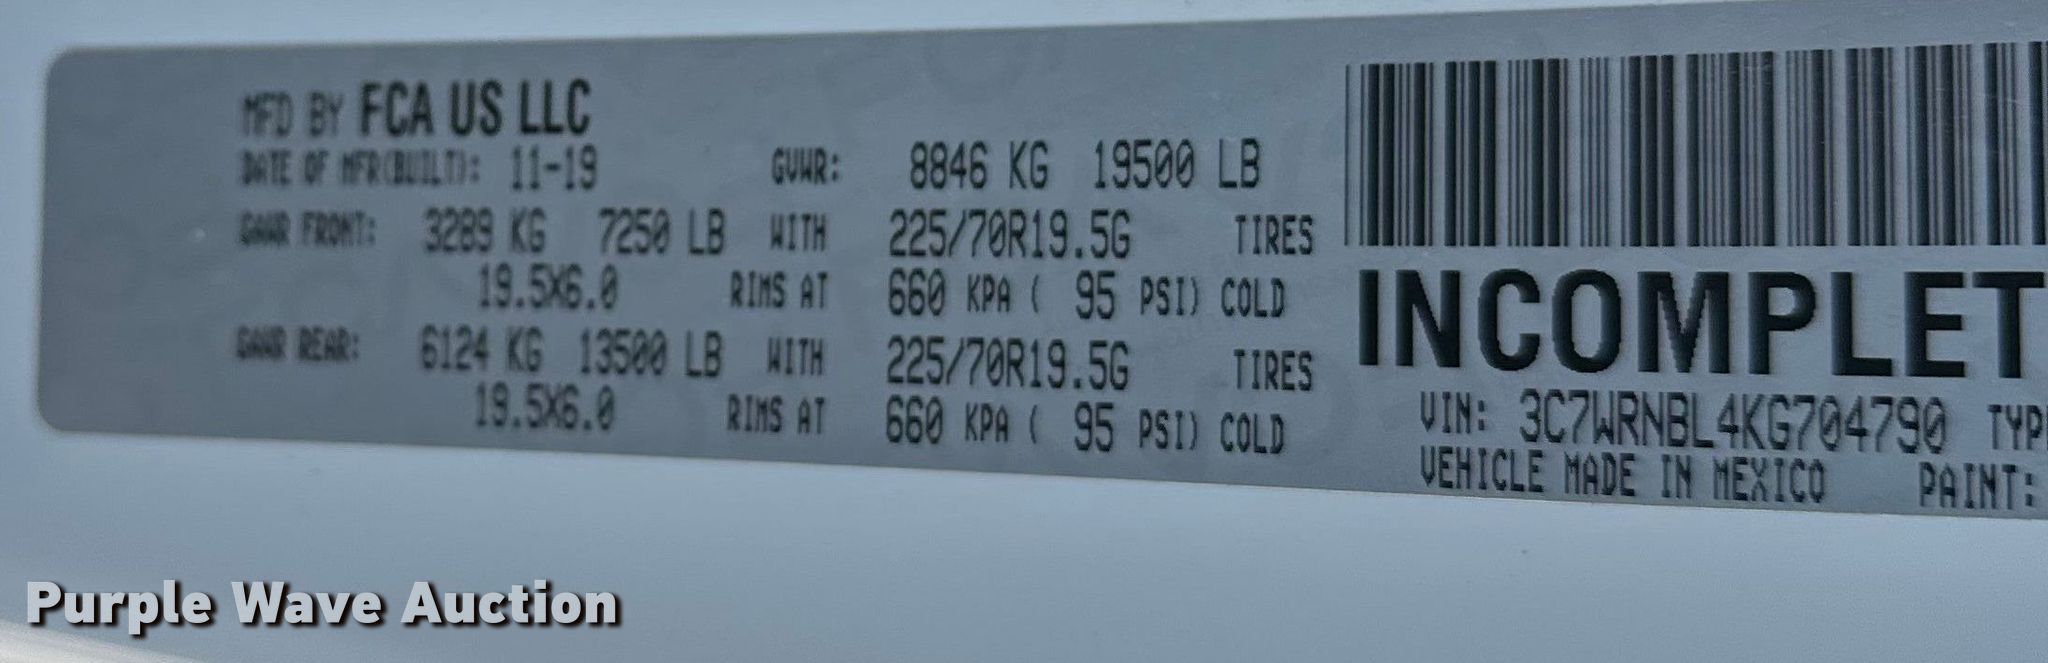 MFD BY FCA US LLC
DATE OF MFR(BUILT): 11-19 GVWR: 8846 KG 19500 LB
GAWR FRONT: 3289 KG 7250 LB WITH 225/70R19.5G TIRES
19.5X6.0 RIMS AT 660 KPA ( 95 PSI) COLD
GAWR REAR: 6124 KG 13500 LB WITH 225/70R19.5G TIRES
19.5X6.0 RIMS AT 660 KPA ( 95 PSI) COLD
INCOMPLET
VIN: 3C7WRNBL4KG704790 TYP
VEHICLE MADE IN MEXICO PAINT:
Purple Wave Auction